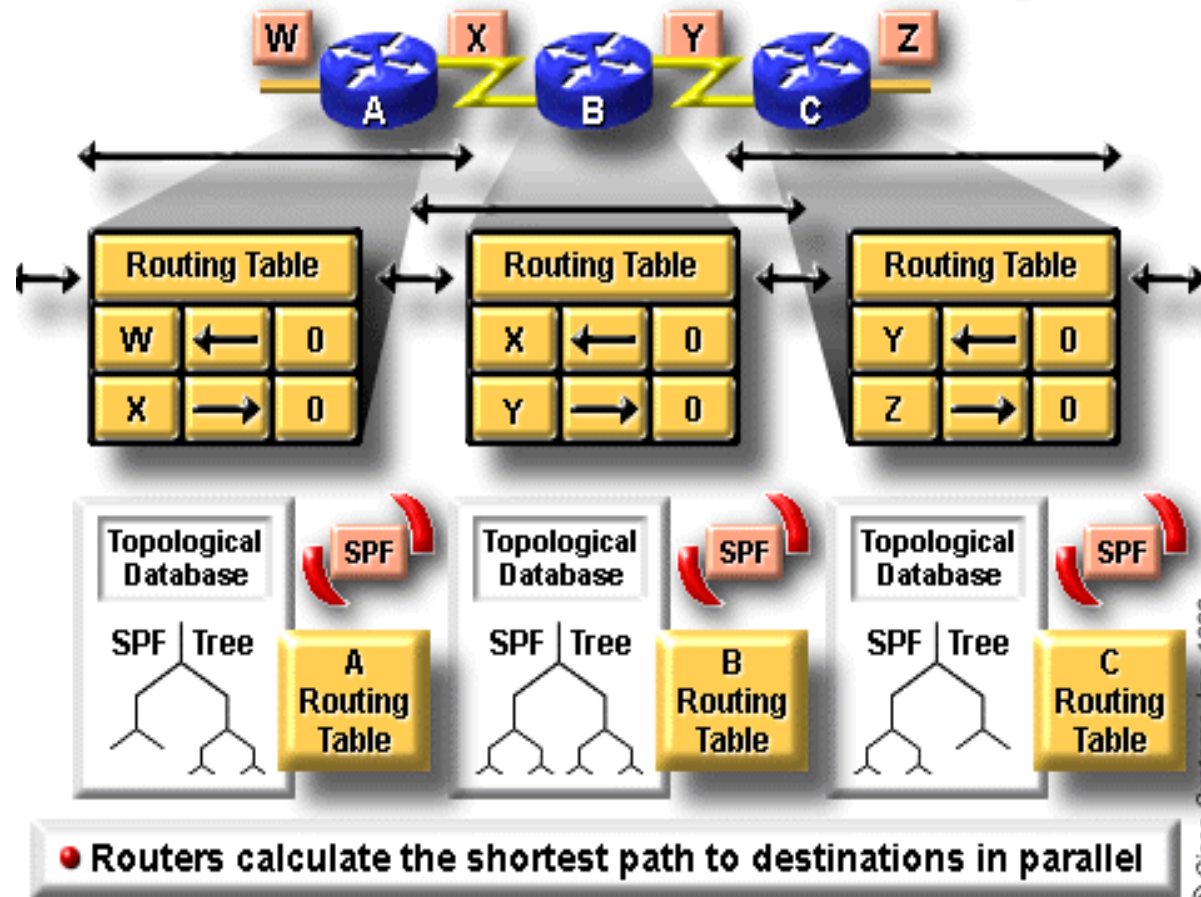 W X Y Z
A B C
Routing Table Routing Table Routing Table
W 0 X 0 Y 0
X 0 Y 0 Z 0
Topological Database SPF Topological Database SPF Topological Database SPF
SPF Tree SPF Tree SPF Tree
A Routing Table B Routing Table C Routing Table
Routers calculate the shortest path to destinations in parallel